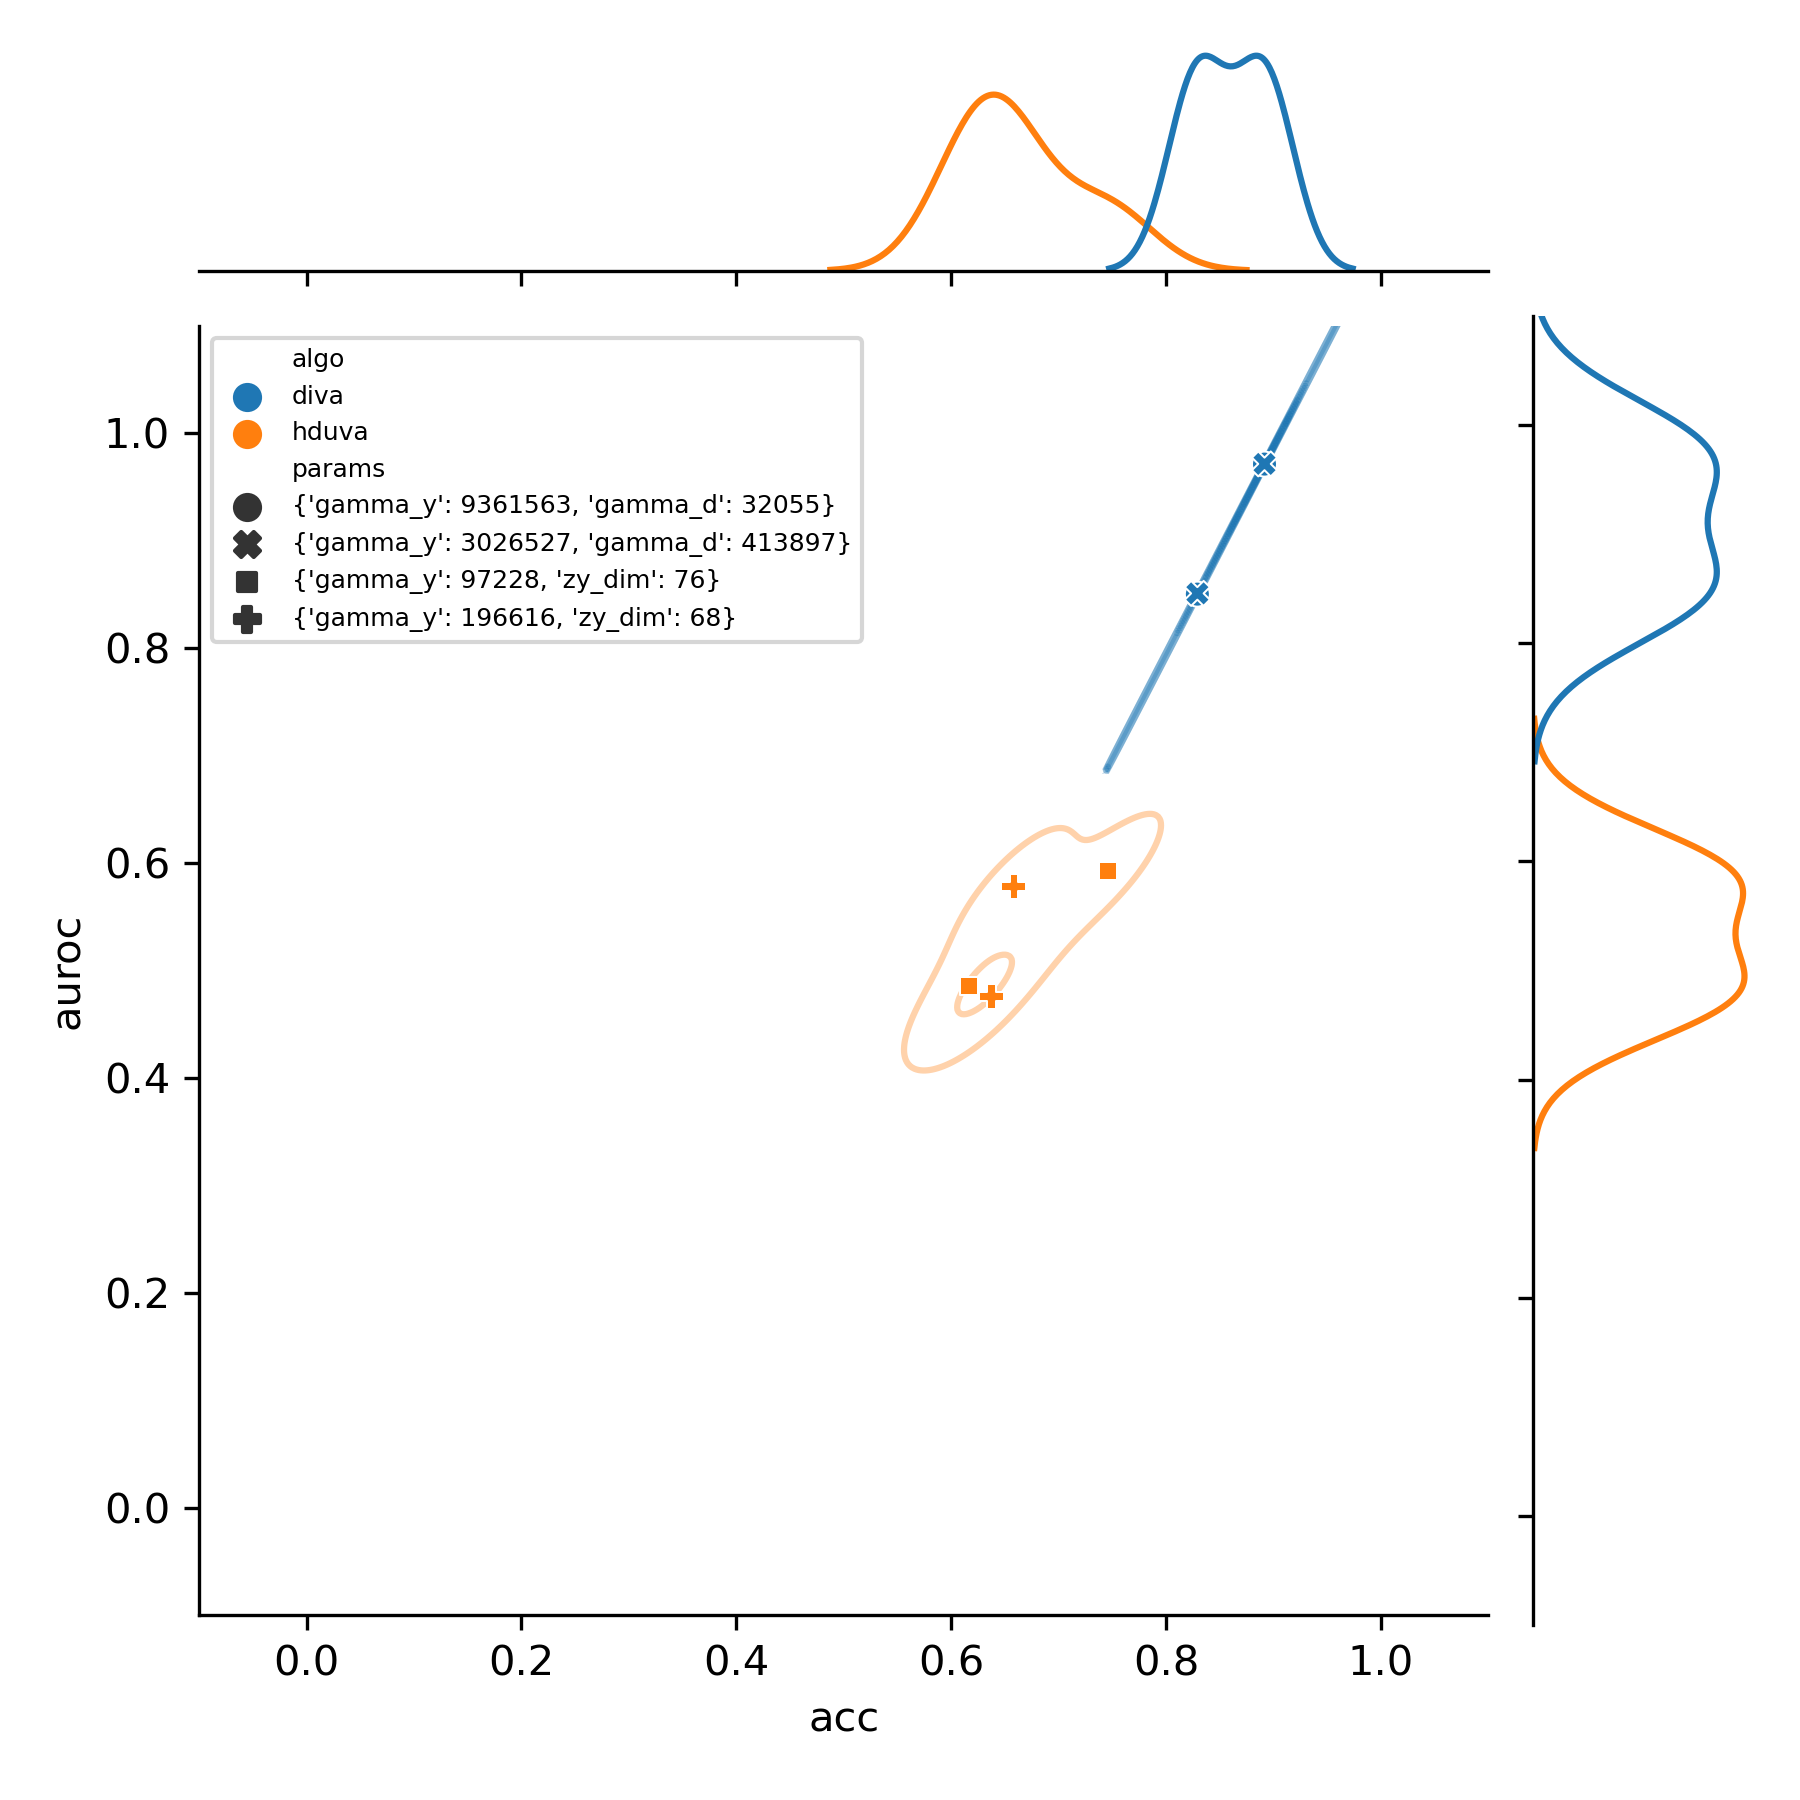 algo
diva
hduva
params
{'gamma_y': 9361563, 'gamma_d': 32055}
{'gamma_y': 3026527, 'gamma_d': 413897}
{'gamma_y': 97228, 'zy_dim': 76}
{'gamma_y': 196616, 'zy_dim': 68}
1.0
0.8
0.6
0.4
0.2
0.0
auroc
0.0 0.2 0.4 0.6 0.8 1.0
acc